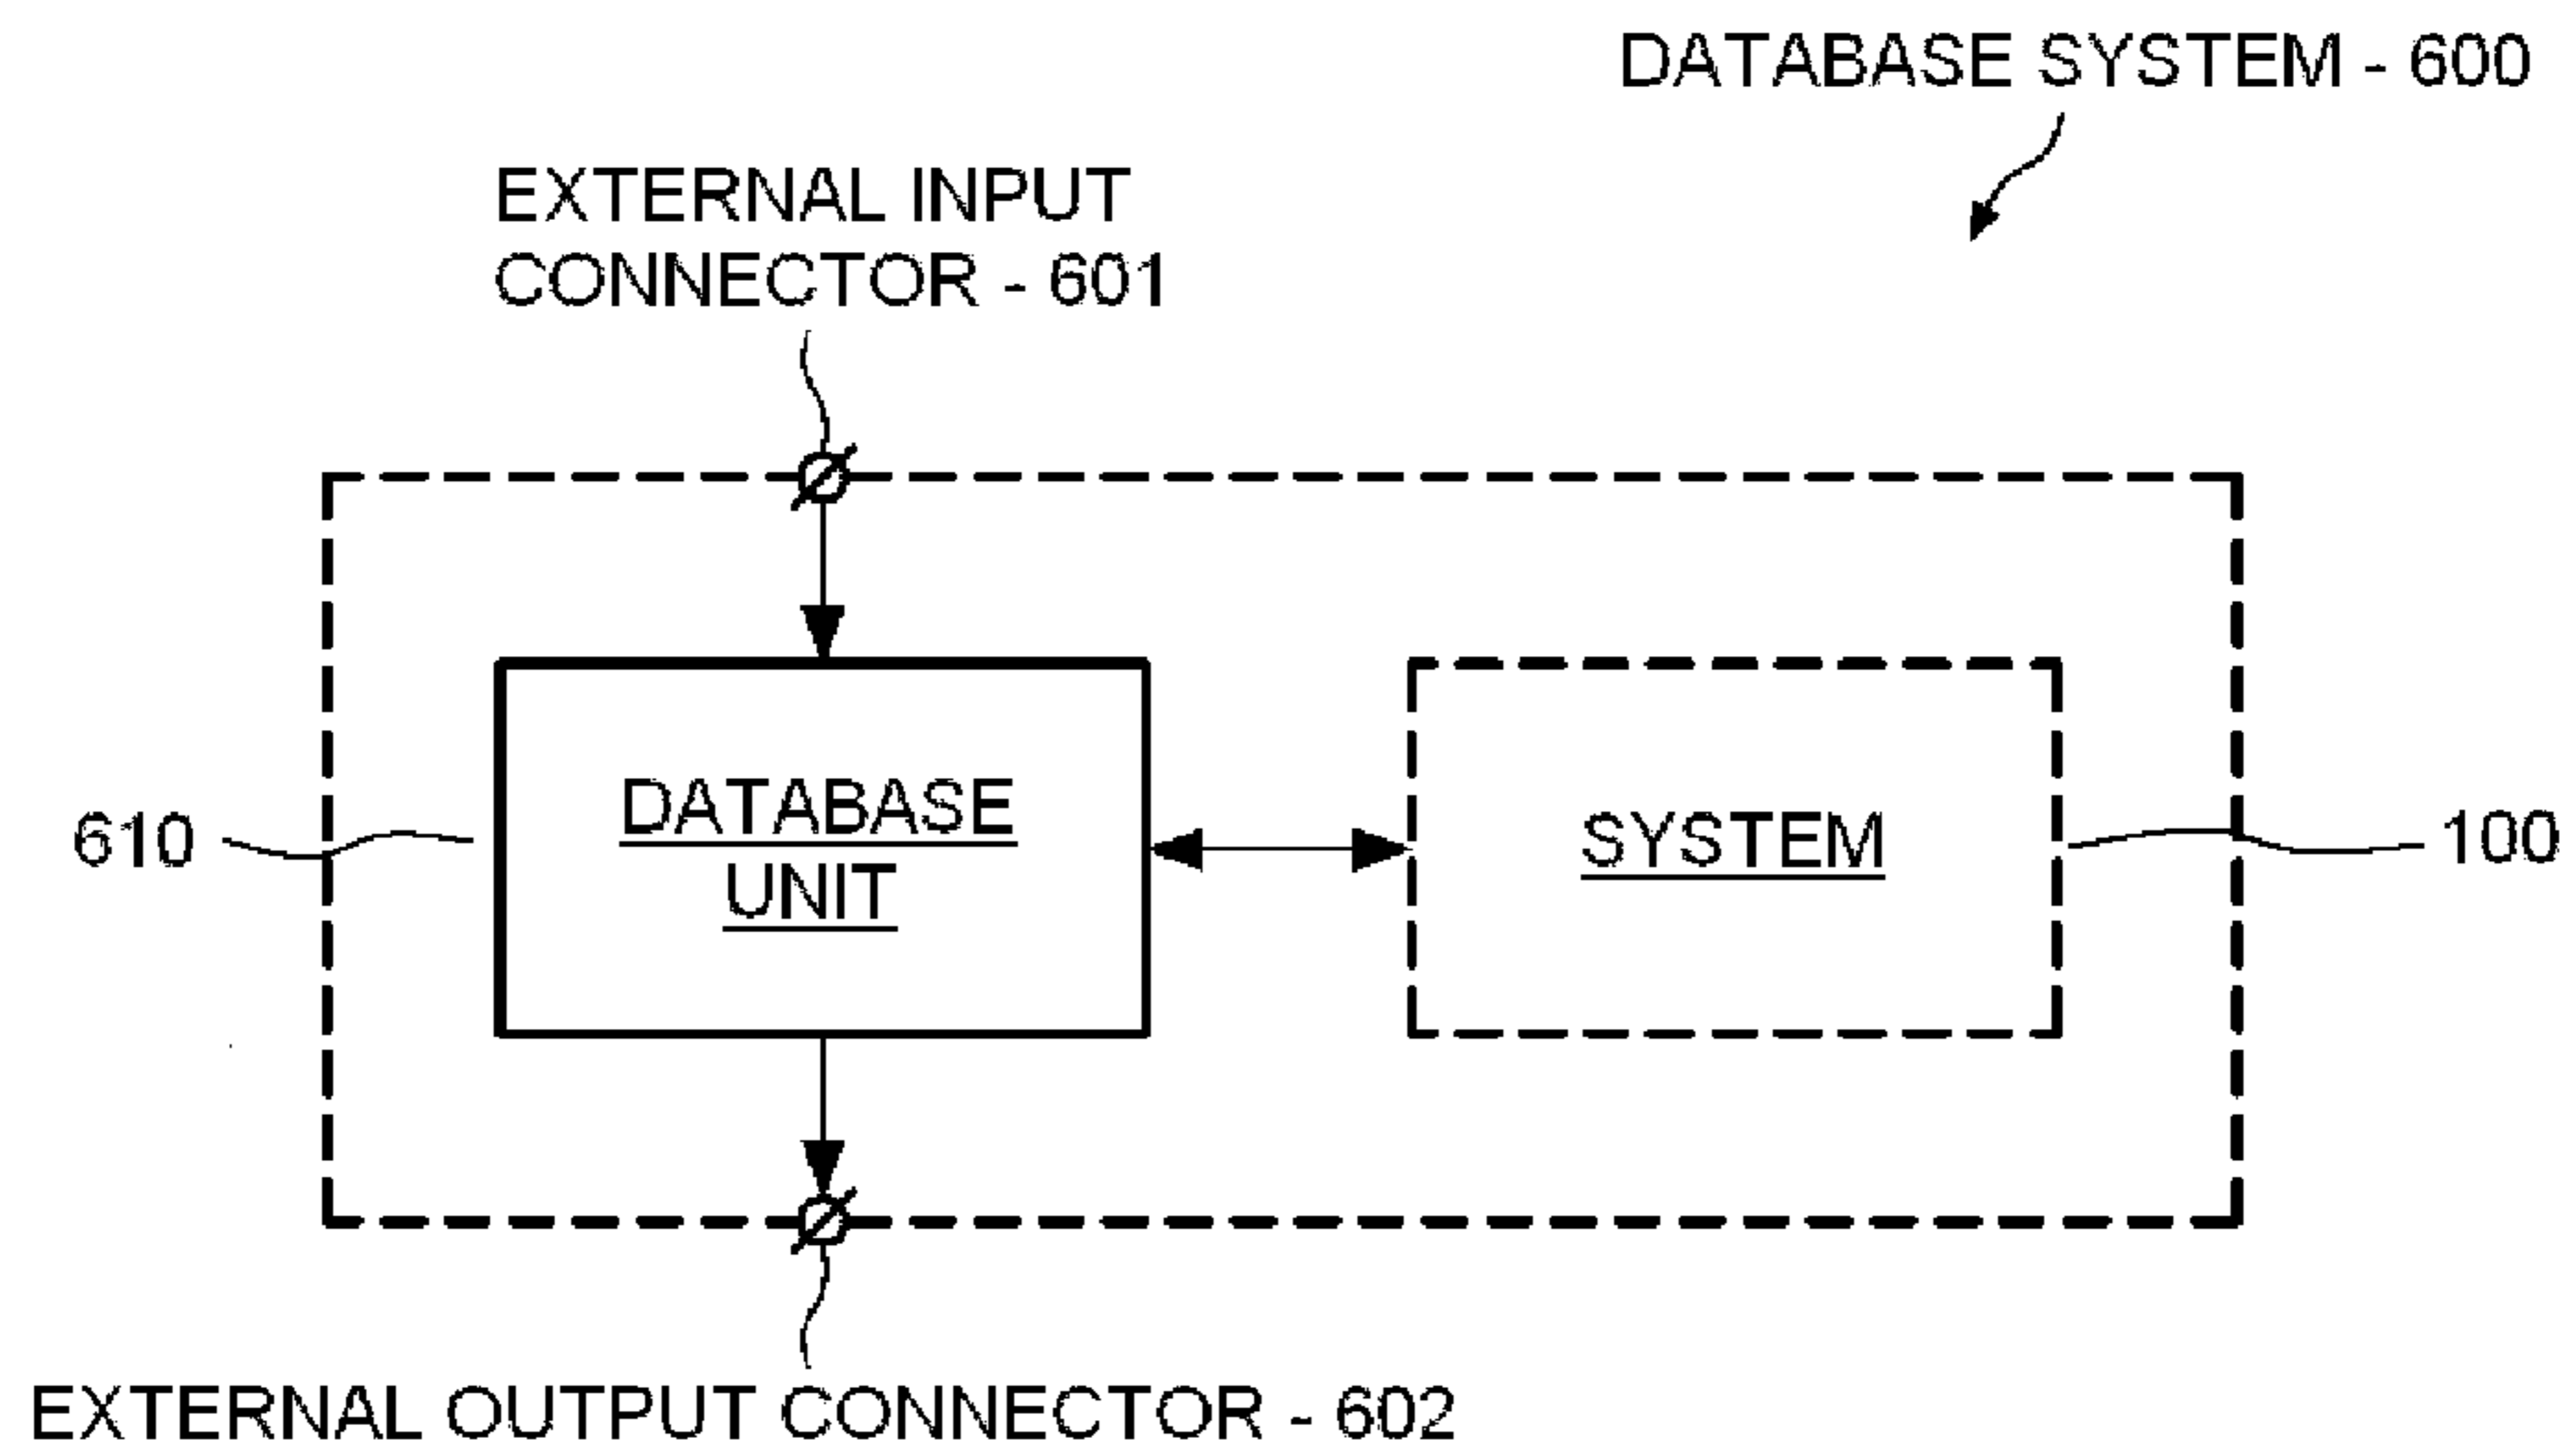 DATABASE SYSTEM - 600
EXTERNAL INPUT
CONNECTOR - 601
610
DATABASE
UNIT
SYSTEM
100
EXTERNAL OUTPUT CONNECTOR - 602